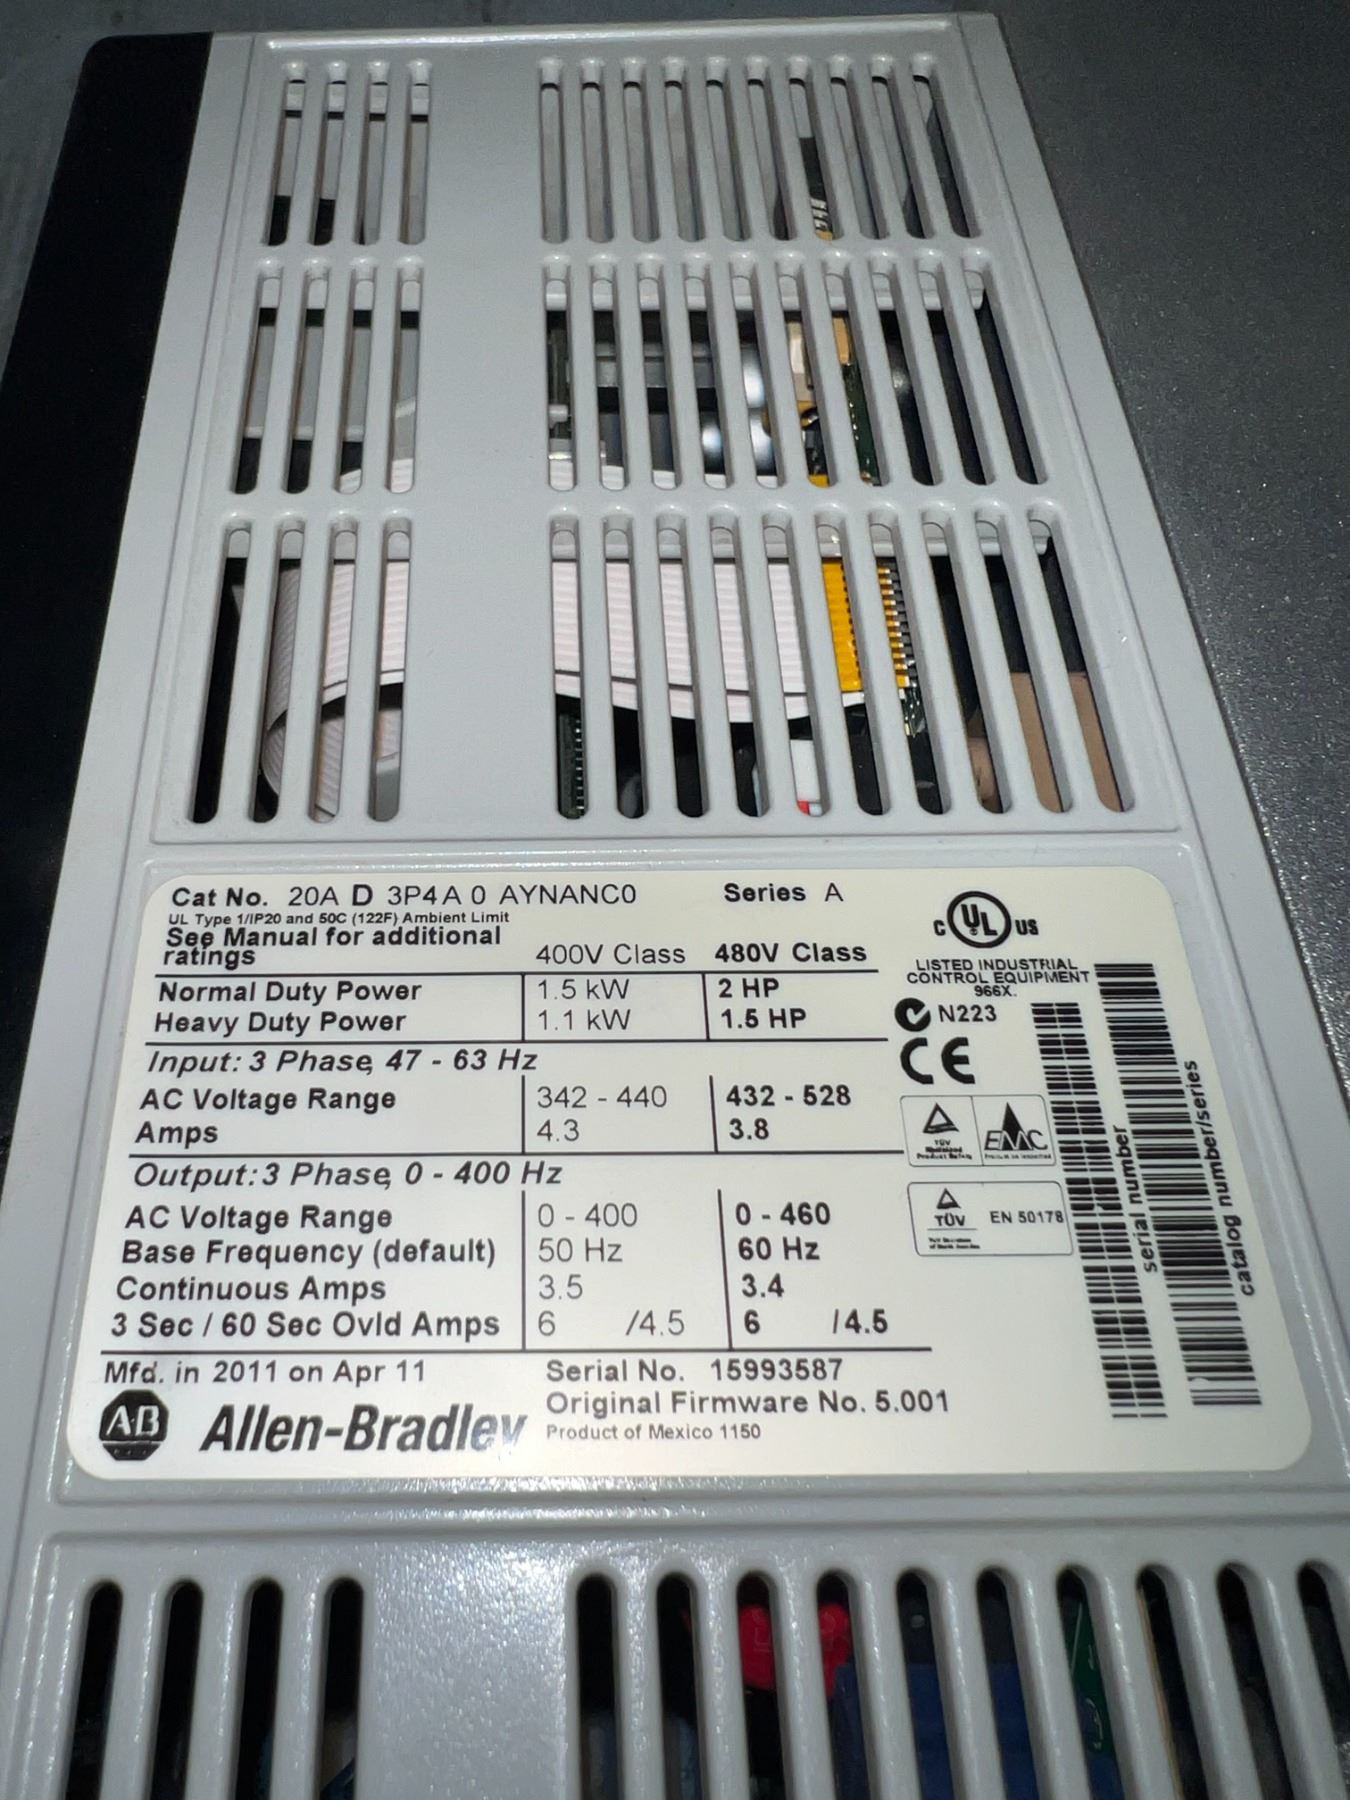 Cat No. 20A D 3P4 A 0 AYNANC0 Series A
UL Type 1/IP20 and 50C (122F) Ambient Limit
See Manual for additional
ratings 400V Class 480V Class
Normal Duty Power 1.5 kW 2 HP
Heavy Duty Power 1.1 kW 1.5 HP
Input: 3 Phase, 47 - 63 Hz
AC Voltage Range 342 - 440 432 - 528
Amps 4.3 3.8
Output: 3 Phase, 0 - 400 Hz
AC Voltage Range 0 - 400 0 - 460
Base Frequency (default) 50 Hz 60 Hz
Continuous Amps 3.5 3.4
3 Sec / 60 Sec Ovld Amps 6 /4.5 6 /4.5
Mfd. in 2011 on Apr 11 Serial No. 15993587
Original Firmware No. 5.001
A-B Allen-Bradley Product of Mexico 1150
C UL US
LISTED INDUSTRIAL
CONTROL EQUIPMENT
966X.
N223
CE
TÜV
EMC
TÜV EN 50178
serial number
catalog number/series